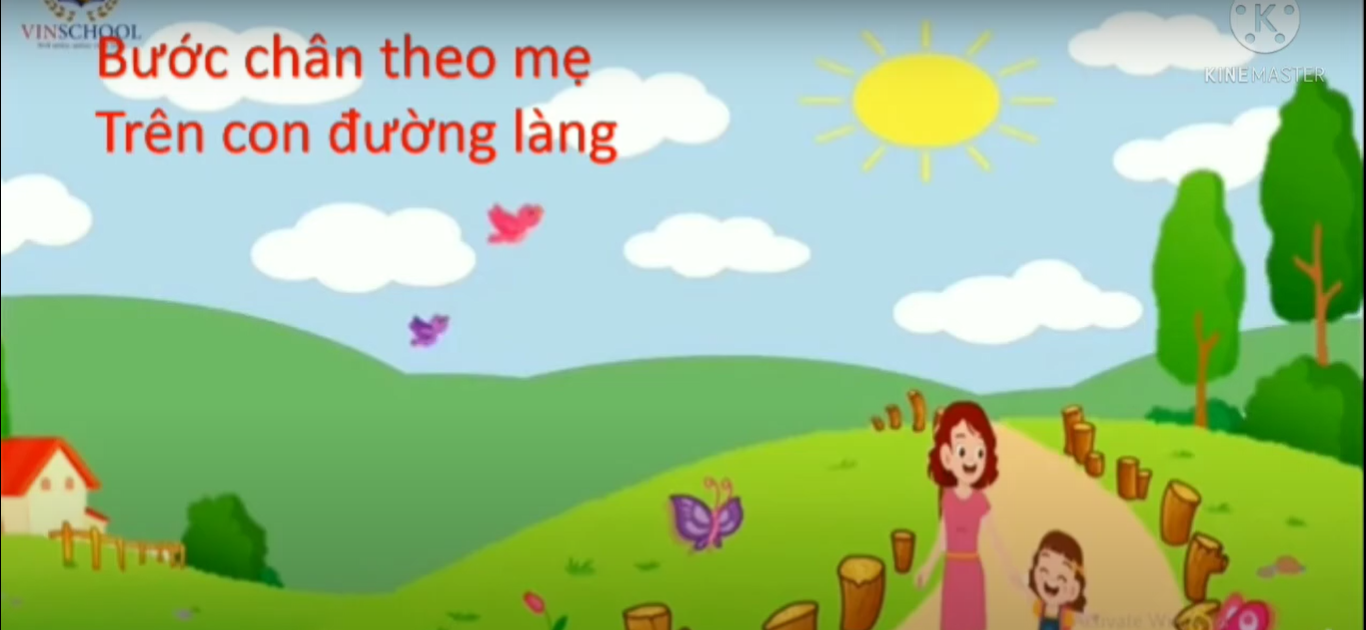 VINSCHOOL
K
KINEMASTER
Bước chân theo mẹ
Trên con đường làng